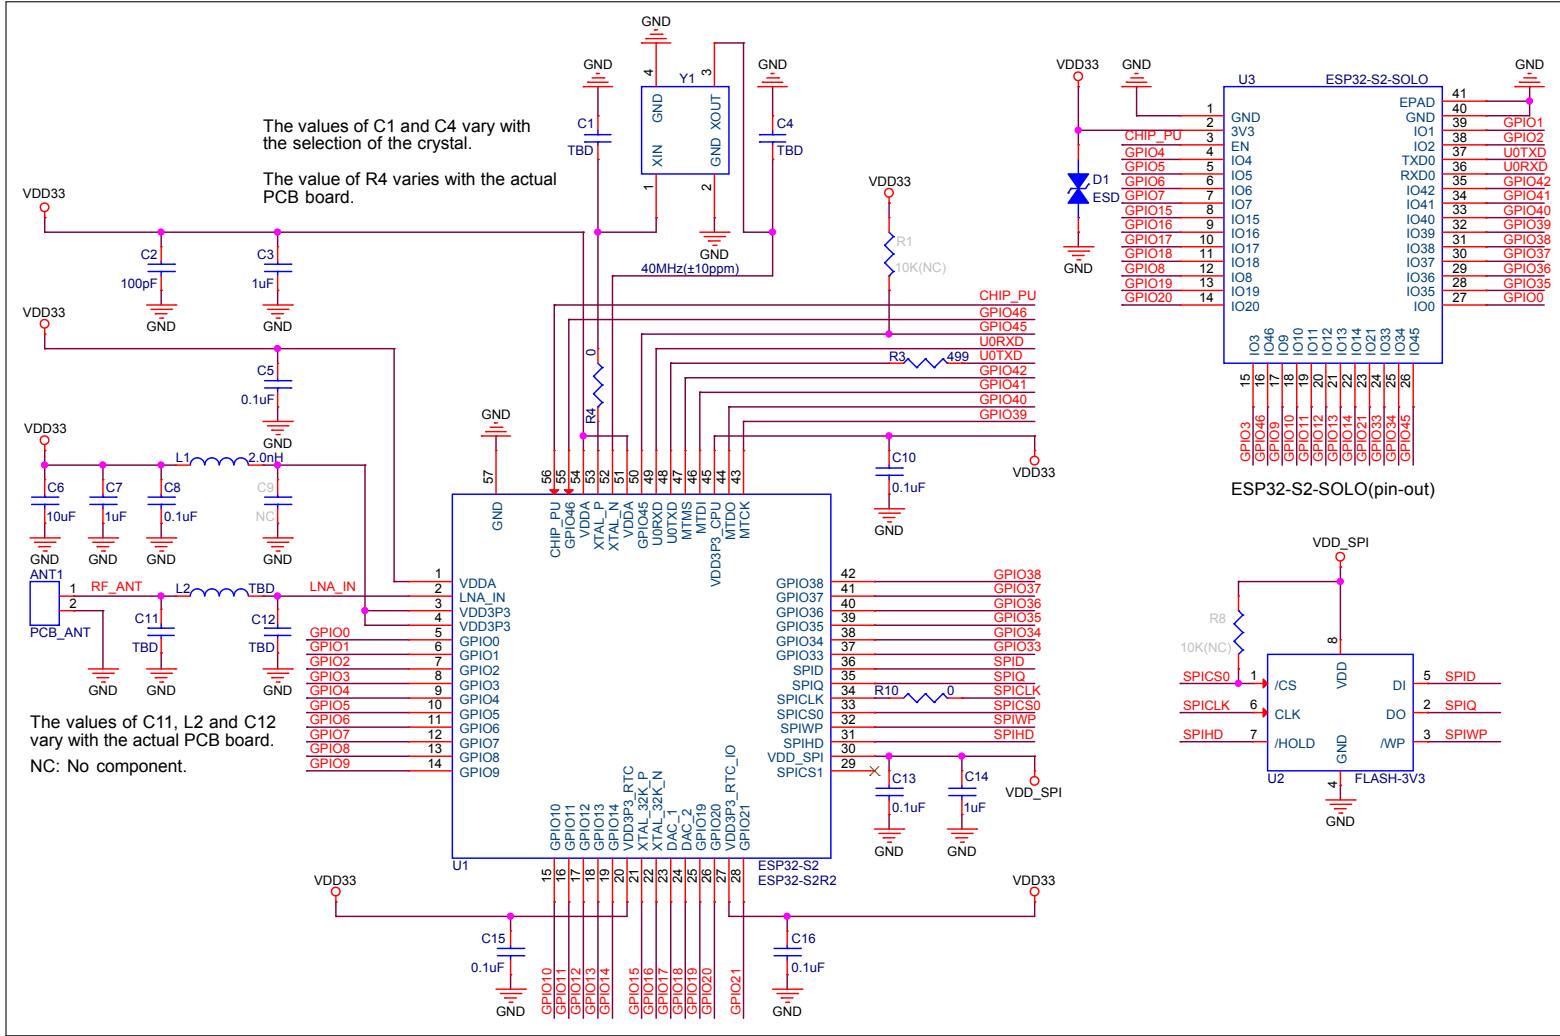 The values of C1 and C4 vary with
the selection of the crystal.
The value of R4 varies with the actual
PCB board.
GND
4
Y1
3
GND
GND
GND
XOUT
XIN
GND
1
2
C1
TBD
C4
TBD
GND
40MHz(±10ppm)
VDD33
C2
100pF
GND
C3
1uF
GND
VDD33
C5
0.1uF
GND
VDD33
L1
2.0nH
C6
10uF
GND
C7
1uF
GND
C8
0.1uF
GND
C9
NC
GND
ANT1
1
2
PCB_ANT
RF_ANT
L2
TBD
LNA_IN
C11
TBD
C12
TBD
GND
GND
GND
The values of C11, L2 and C12
vary with the actual PCB board.
NC: No component.
R4
0
VDD33
R1
10K(NC)
CHIP_PU
GPIO46
GPIO45
U0RXD
U0TXD
R3
499
GPIO42
GPIO41
GPIO40
GPIO39
C10
0.1uF
GND
VDD33
GND
57
GND
56
CHIP_PU
55
GPIO46
54
VDDA
53
XTAL_P
52
XTAL_N
51
VDDA
50
GPIO45
49
U0RXD
48
U0TXD
47
MTMS
46
MTDI
45
VDD3P3_CPU
44
MTDO
43
MTCK
1
VDDA
2
LNA_IN
3
VDD3P3
4
VDD3P3
GPIO0
5
GPIO0
GPIO1
6
GPIO1
GPIO2
7
GPIO2
GPIO3
8
GPIO3
GPIO4
9
GPIO4
GPIO5
10
GPIO5
GPIO6
11
GPIO6
GPIO7
12
GPIO7
GPIO8
13
GPIO8
GPIO9
14
GPIO9
GPIO38
42
GPIO38
GPIO37
41
GPIO37
GPIO36
40
GPIO36
GPIO35
39
GPIO35
GPIO34
38
GPIO34
GPIO33
37
GPIO33
SPID
36
SPID
SPIQ
35
SPIQ
SPICLK
34
R10
0
SPICLK
SPICS0
33
SPICS0
SPIWP
32
SPIWP
SPIHD
31
SPIHD
VDD_SPI
30
SPICS1
29
C13
0.1uF
GND
C14
1uF
GND
VDD_SPI
GPIO10
GPIO11
GPIO12
GPIO13
GPIO14
VDD3P3_RTC
XTAL_32K_P
XTAL_32K_N
DAC_1
DAC_2
GPIO19
GPIO20
VDD3P3_RTC_IO
GPIO21
U1
ESP32-S2
ESP32-S2R2
15
16
17
18
19
20
21
22
23
24
25
26
27
28
GPIO10
GPIO11
GPIO12
GPIO13
GPIO14
GPIO15
GPIO16
GPIO17
GPIO18
GPIO19
GPIO20
GPIO21
VDD33
C15
0.1uF
GND
VDD33
C16
0.1uF
GND
VDD33
D1
ESD
GND
GND
U3
ESP32-S2-SOLO
GND
1
GND
2
3V3
CHIP_PU
3
EN
GPIO4
4
IO4
GPIO5
5
IO5
GPIO6
6
IO6
GPIO7
7
IO7
GPIO15
8
IO15
GPIO16
9
IO16
GPIO17
10
IO17
GPIO18
11
IO18
GPIO8
12
IO8
GPIO19
13
IO19
GPIO20
14
IO20
EPAD
41
GND
40
IO1
39
GPIO1
IO2
38
GPIO2
TXD0
37
U0TXD
RXD0
36
U0RXD
IO42
35
GPIO42
IO41
34
GPIO41
IO40
33
GPIO40
IO39
32
GPIO39
IO38
31
GPIO38
IO37
30
GPIO37
IO36
29
GPIO36
IO35
28
GPIO35
IO0
27
GPIO0
IO3
IO46
IO9
IO10
IO11
IO12
IO13
IO14
IO21
IO33
IO34
IO45
15
16
17
18
19
20
21
22
23
24
25
26
GPIO3
GPIO46
GPIO9
GPIO10
GPIO11
GPIO12
GPIO13
GPIO14
GPIO21
GPIO33
GPIO34
GPIO45
ESP32-S2-SOLO(pin-out)
VDD_SPI
R8
10K(NC)
8
VDD
SPICS0
1
/CS
SPICLK
6
CLK
SPIHD
7
/HOLD
DI
5
SPID
DO
2
SPIQ
/WP
3
SPIWP
GND
U2
FLASH-3V3
4
GND